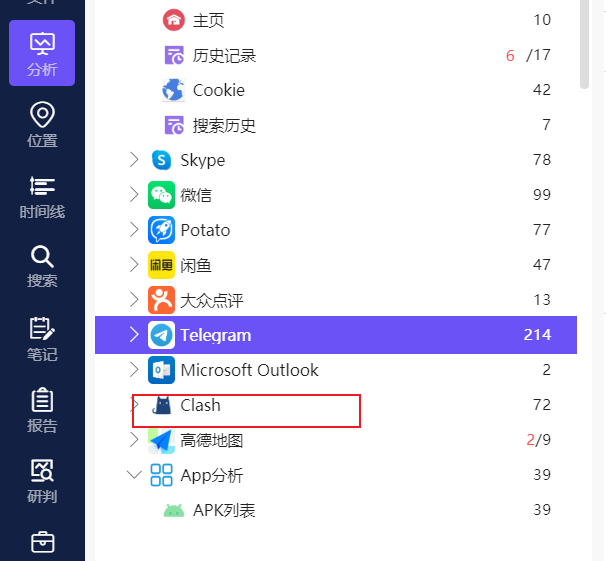 主页 10
分析 历史记录 6 /17
Cookie 42
位置 搜索历史 7
Skype 78
时间线 微信 99
Potato 77
搜索 闲鱼 47
大众点评 13
笔记 Telegram 214
Microsoft Outlook 2
报告 Clash 72
高德地图 2/9
研判 App分析 39
APK列表 39